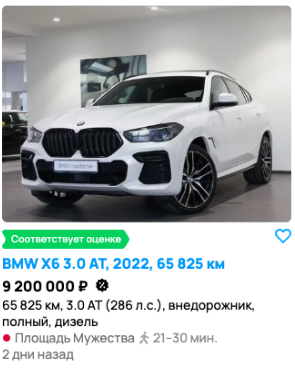 Соответствует оценке
BMW X6 3.0 AT, 2022, 65 825 км
9 200 000 ₽
65 825 км, 3.0 AT (286 л.с.), внедорожник,
полный, дизель
Площадь Мужества 21–30 мин.
2 дня назад